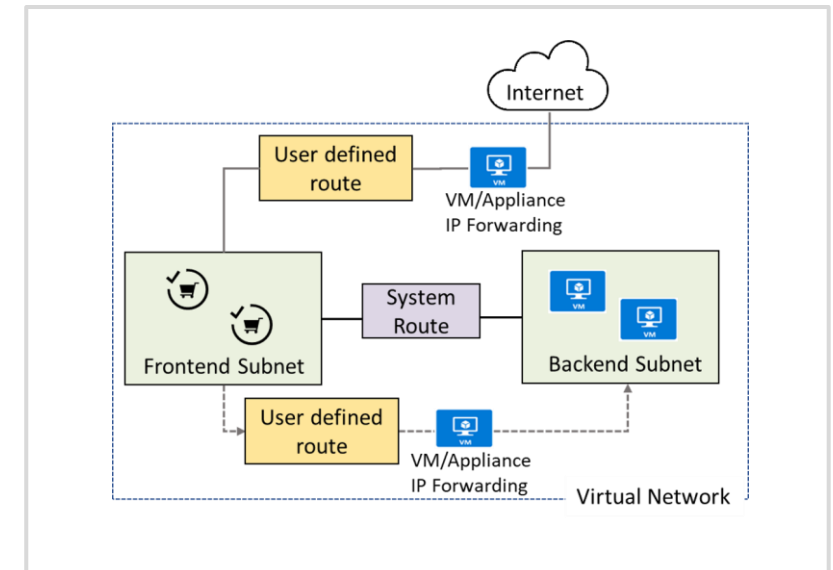 Internet
User defined
route
VM
VM/Appliance
IP Forwarding
System
Route
VM
VM
Frontend Subnet
Backend Subnet
User defined
route
VM
VM/Appliance
IP Forwarding
Virtual Network